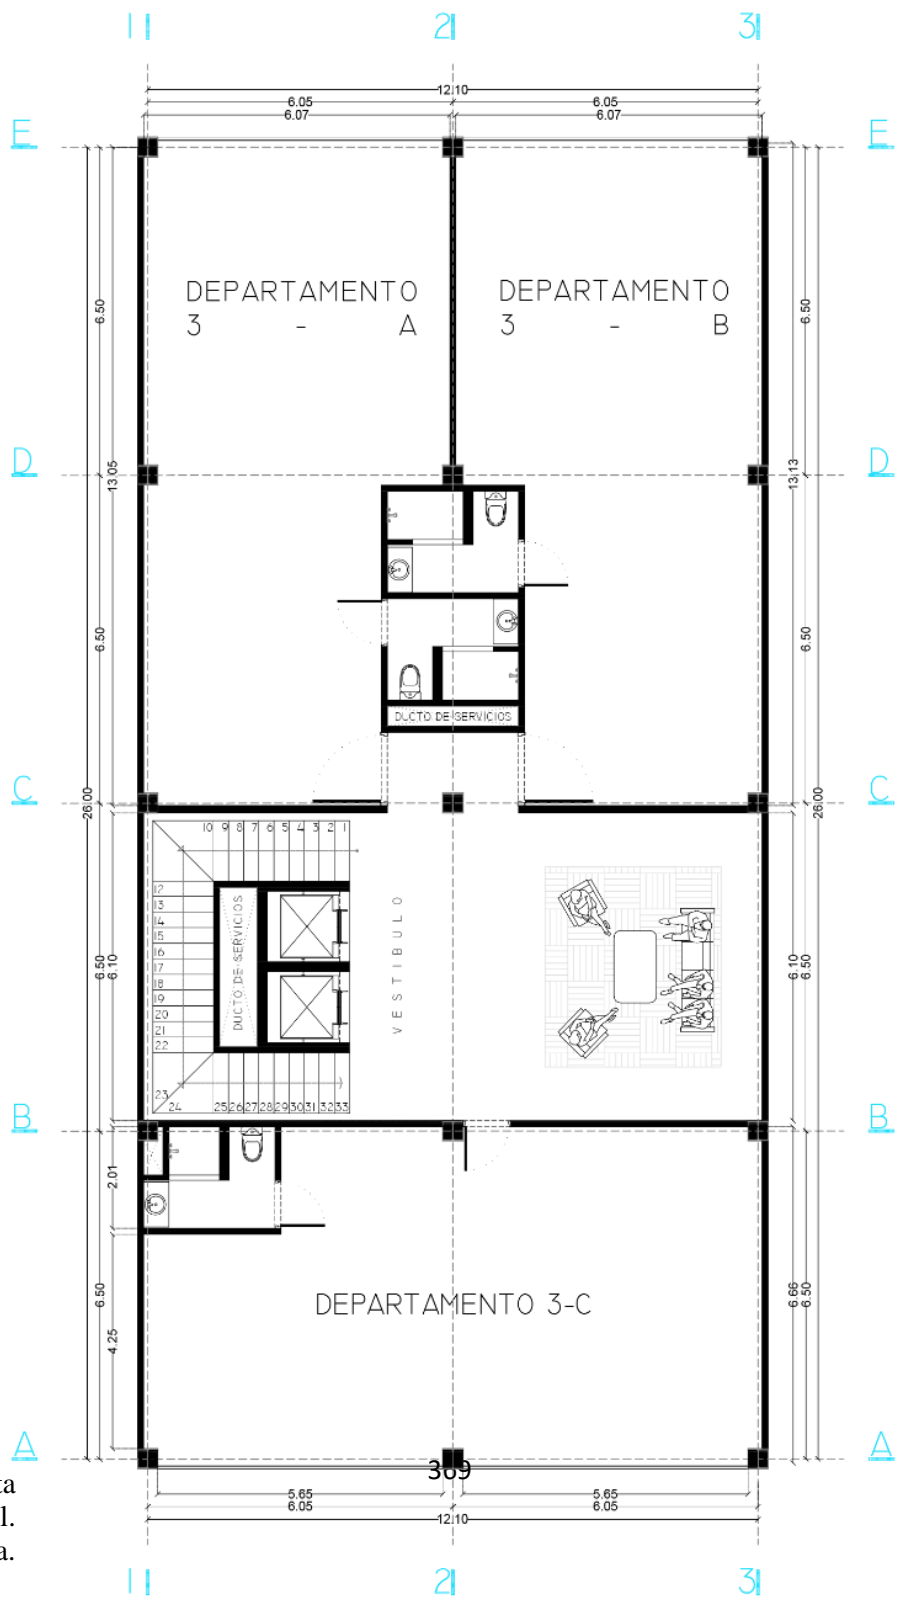 1 2 3
12.10
6.05 6.05
6.07 6.07
E E
DEPARTAMENTO
3 - A
DEPARTAMENTO
3 - B
6.50 6.50
D D
13.05 13.13
6.50 6.50
DUCTO DE SERVICIOS
C C
26.00 26.00
10 9 8 7 6 5 4 3 2 1
12
13
14
15
16
17
18
19
20
21
22
23
24 25 26 27 28 29 30 31 32 33
DUCTO DE SERVICIOS
VESTIBULO
6.50 6.10 6.10 6.50
B B
2.01
6.50 4.25 6.66 6.50
DEPARTAMENTO 3-C
A A
369
ta
l.
a.
5.65 5.65
6.05 6.05
12.10
1 2 3